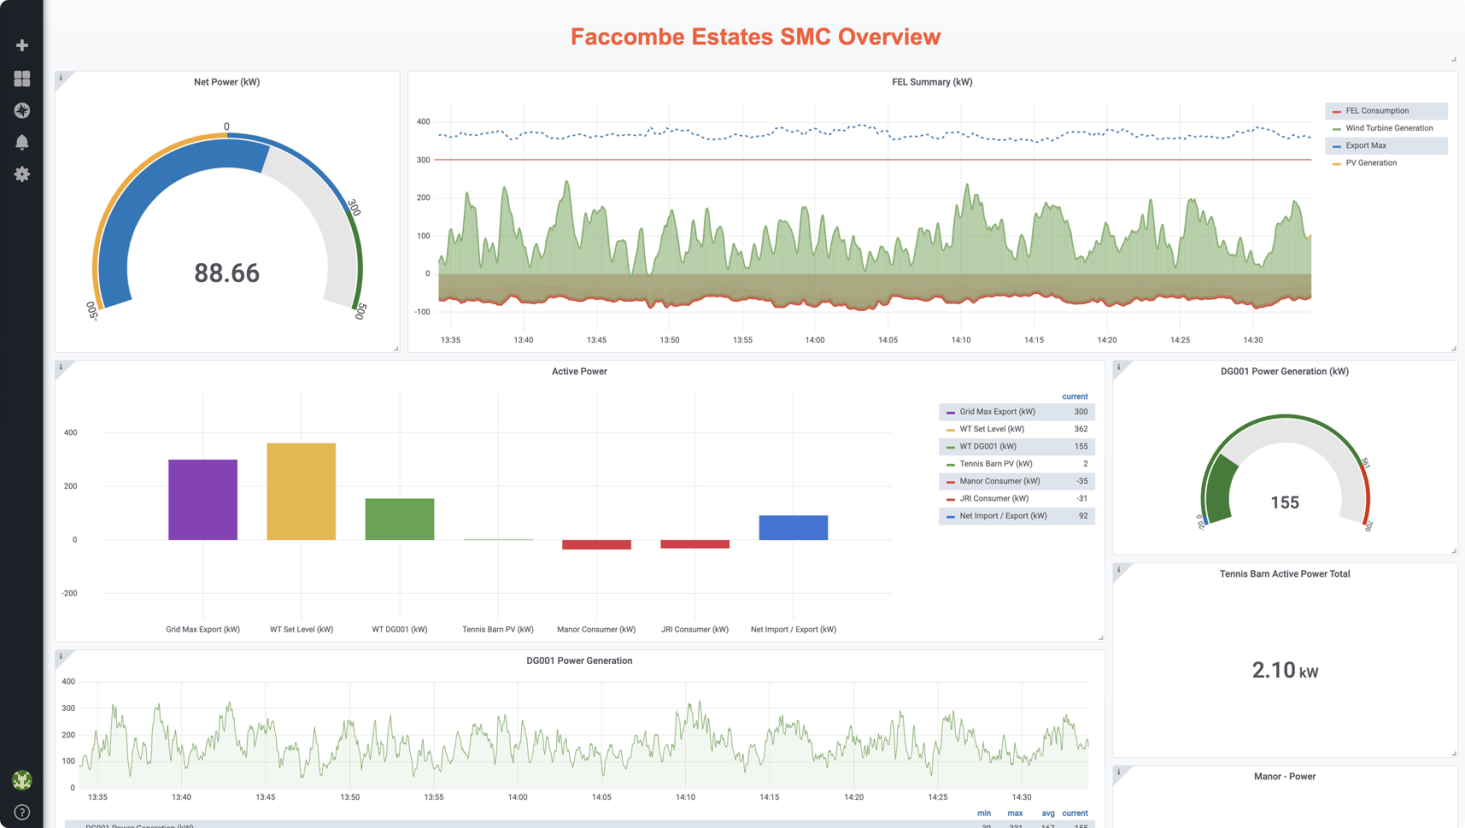 Faccombe Estates SMC Overview
Net Power (kW)
0
300
-500
500
88.66
FEL Summary (kW)
400
300
200
100
0
-100
13:35 13:40 13:45 13:50 13:55 14:00 14:05 14:10 14:15 14:20 14:25 14:30
FEL Consumption
Wind Turbine Generation
Export Max
PV Generation
Active Power
400
200
0
-200
Grid Max Export (kW) WT Set Level (kW) WT DG001 (kW) Tennis Barn PV (kW) Manor Consumer (kW) JRI Consumer (kW) Net Import / Export (kW)
current
Grid Max Export (kW) 300
WT Set Level (kW) 362
WT DG001 (kW) 155
Tennis Barn PV (kW) 2
Manor Consumer (kW) -35
JRI Consumer (kW) -31
Net Import / Export (kW) 92
DG001 Power Generation (kW)
561
-20 0
700
155
Tennis Barn Active Power Total
2.10 kW
DG001 Power Generation
400
300
200
100
0
13:35 13:40 13:45 13:50 13:55 14:00 14:05 14:10 14:15 14:20 14:25 14:30
min max avg current
DG001 Power Generation (kW)
Manor - Power